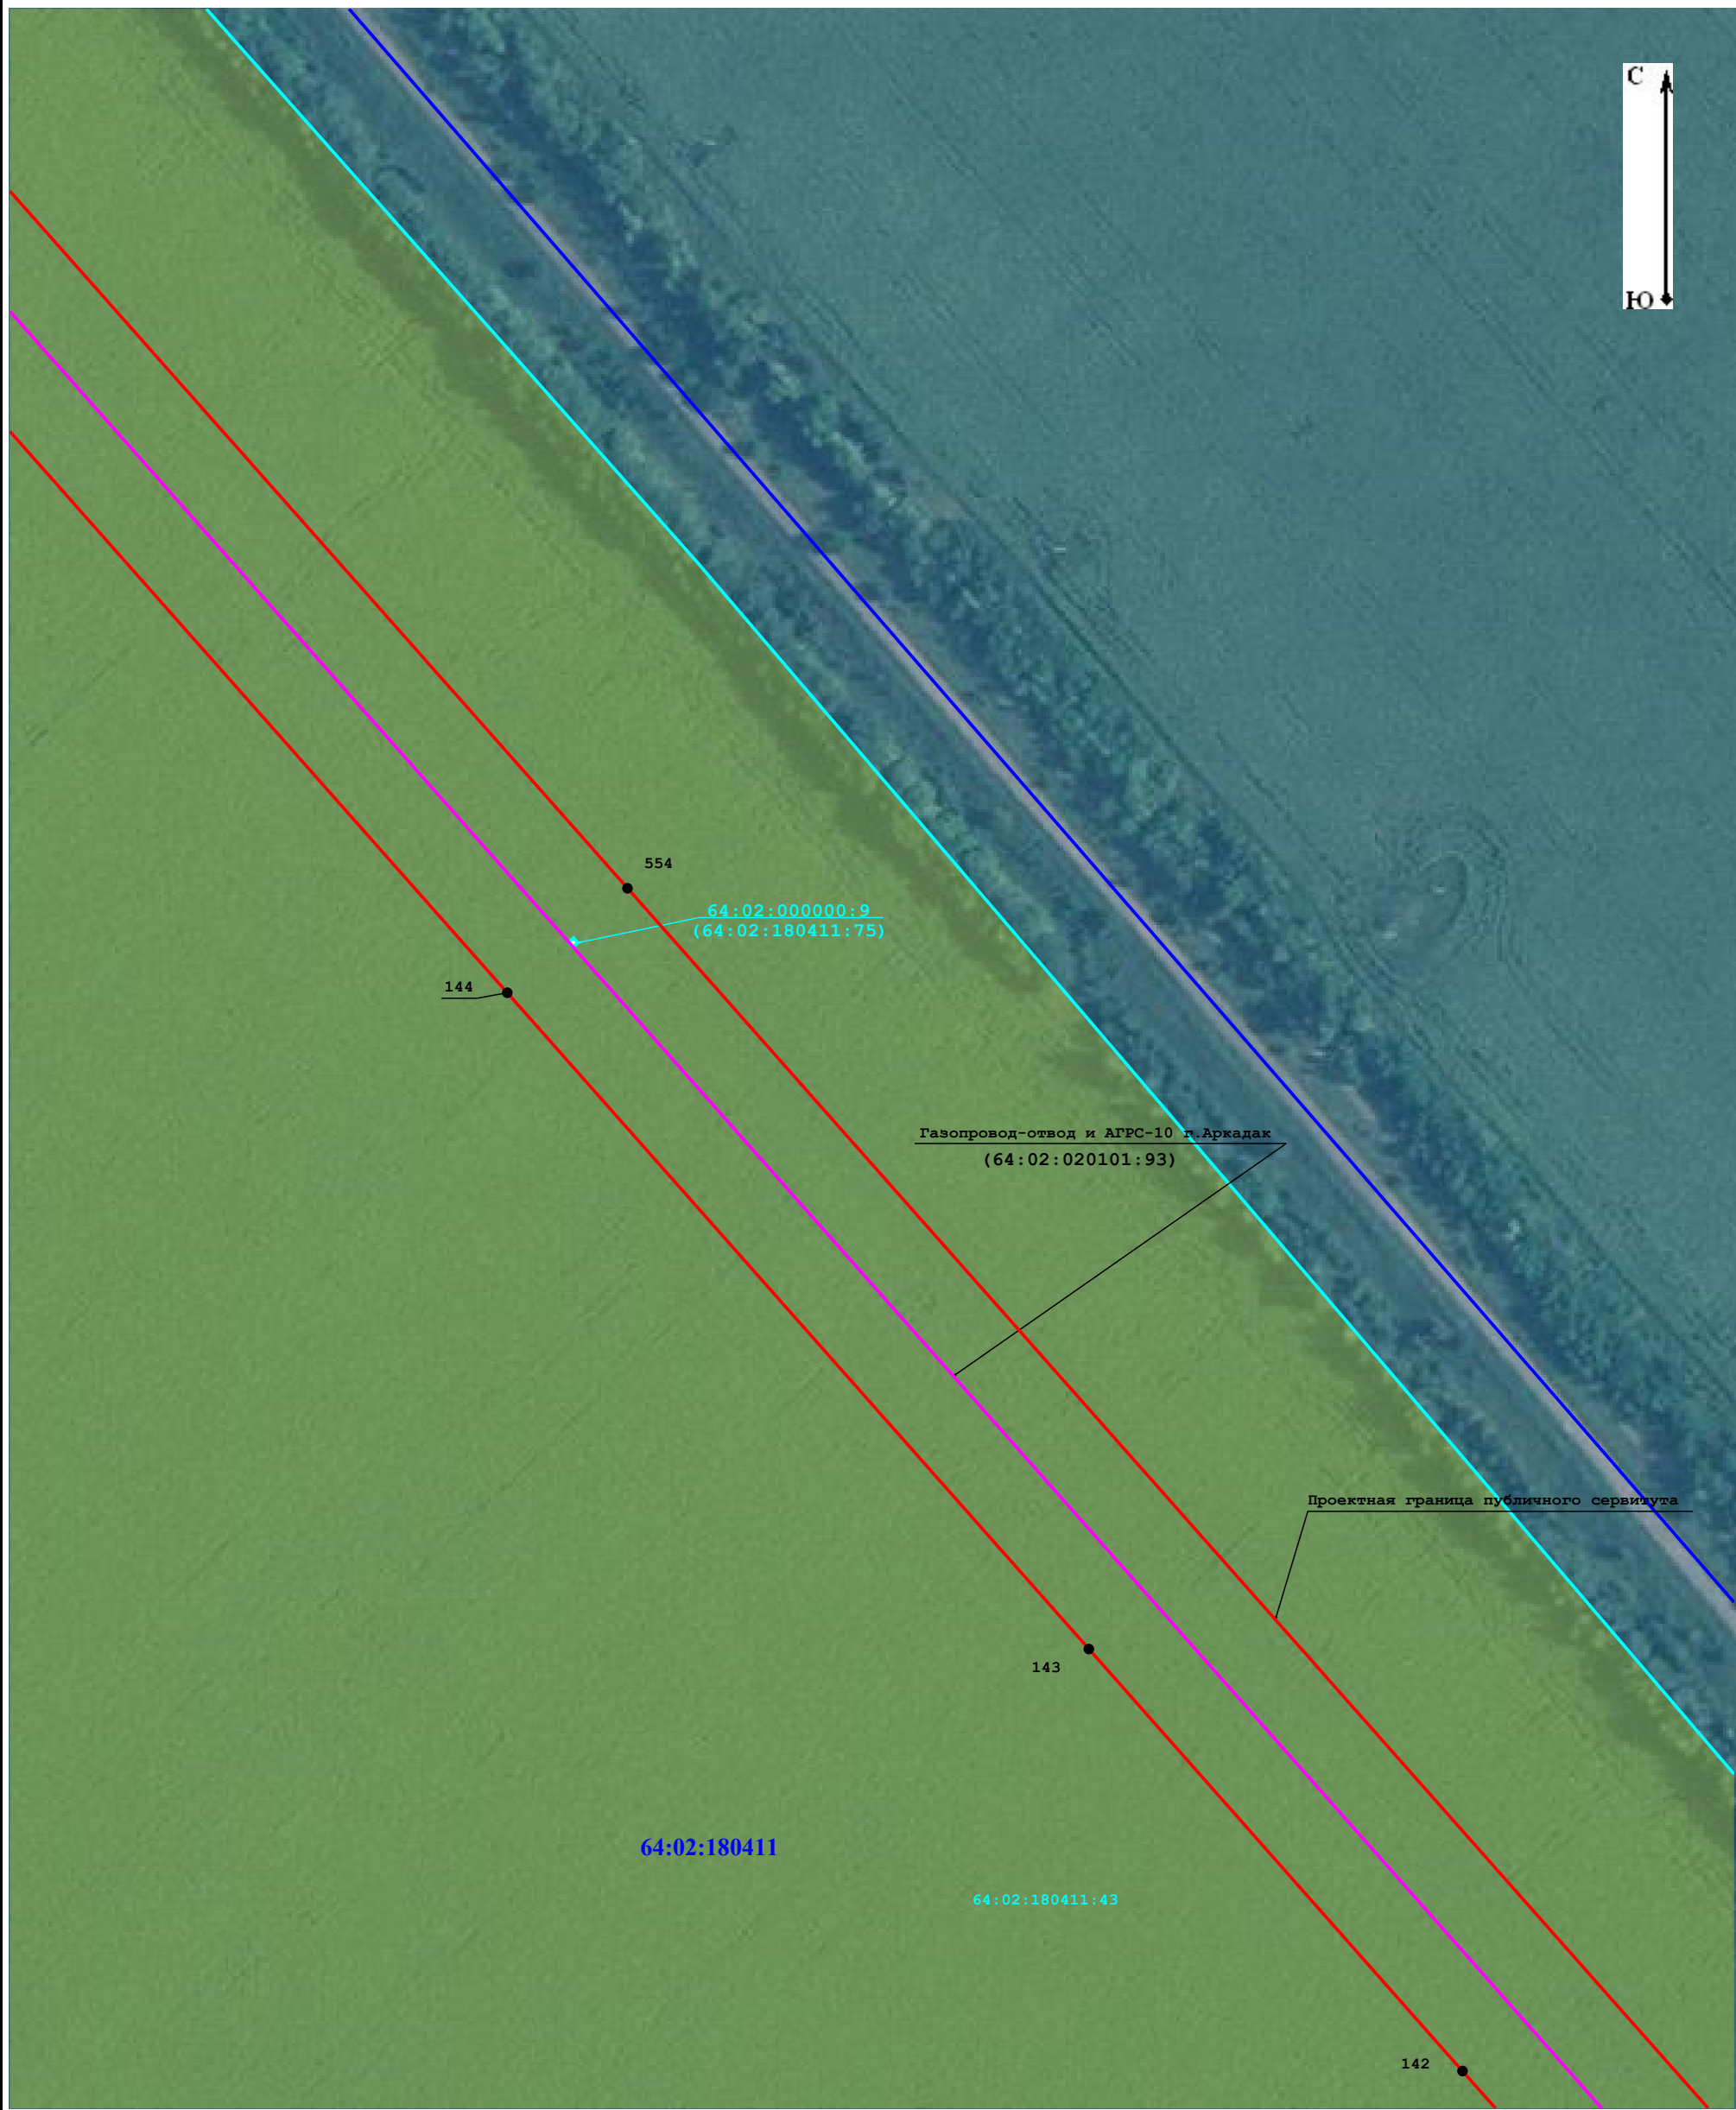 С
Ю
554
64:02:000000:9
(64:02:180411:75)
144
Газопровод-отвод и АГРС-10 г.Аркадак
(64:02:020101:93)
Проектная граница публичного сервитута
143
64:02:180411
64:02:180411:43
142